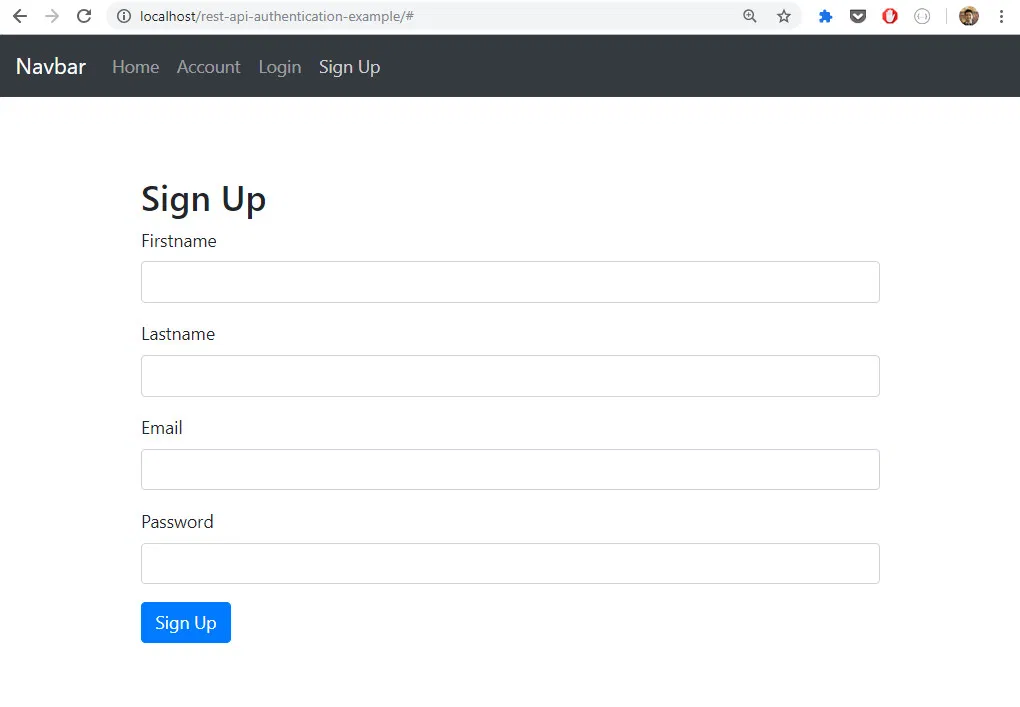 localhost/rest-api-authentication-example/#
Navbar Home Account Login Sign Up
Sign Up
Firstname
Lastname
Email
Password
Sign Up